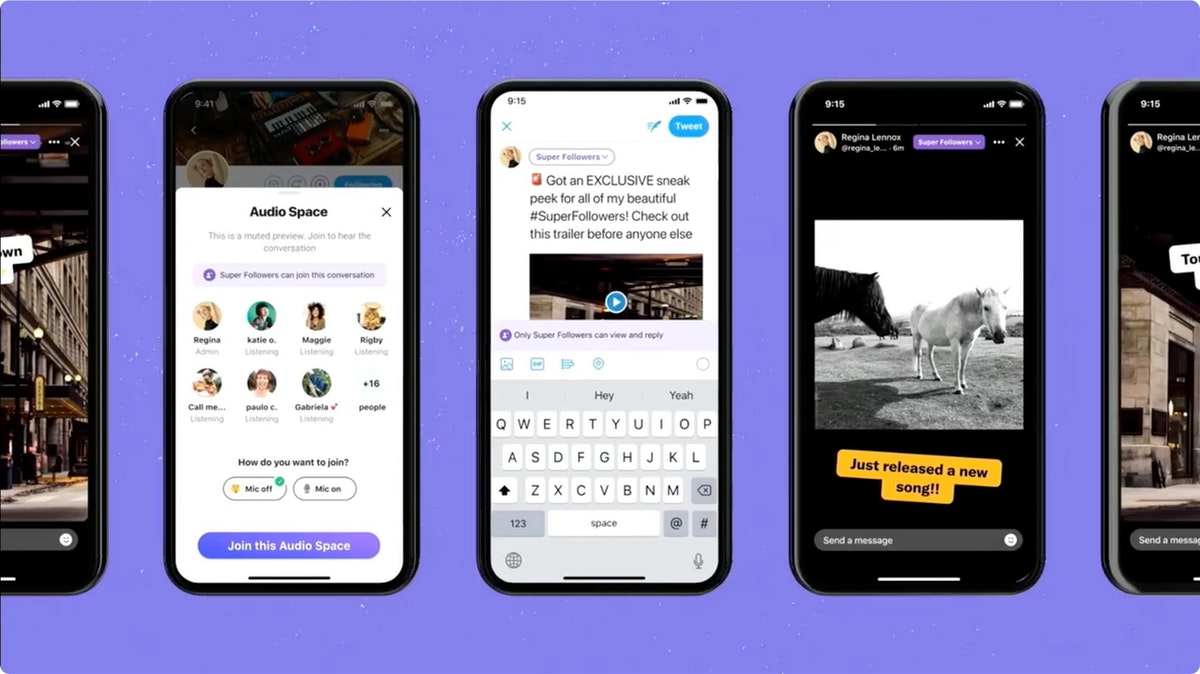 ollowers
own
9:41
Following
Audio Space
This is a muted preview. Join to hear the
conversation
Super Followers can join this conversation
Regina
Admin
katie o.
Listening
Maggie
Listening
Rigby
Listening
Call me...
Listening
paulo c.
Listening
Gabriela
Listening
+16
people
How do you want to join?
Mic off
Mic on
Join this Audio Space
9:15
Tweet
Super Followers
🚨 Got an EXCLUSIVE sneak
peek for all of my beautiful
#SuperFollowers! Check out
this trailer before anyone else
Only Super Followers can view and reply
GIF
I Hey Yeah
Q W E R T Y U I O P
A S D F G H J K L
Z X C V B N M
123 space @ #
9:15
Regina Lennox
@regina_le... · 6m
Super Followers
Just released a new
song!!
Send a message
9:15
Regina Len
@regina_le..
Tou
Send a messag